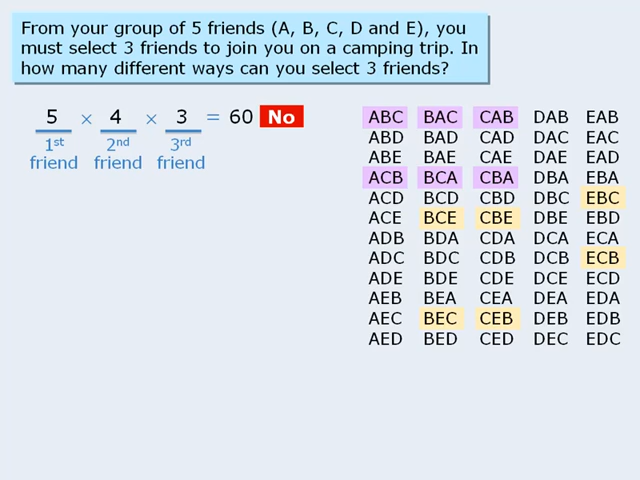 From your group of 5 friends (A, B, C, D and E), you
must select 3 friends to join you on a camping trip. In
how many different ways can you select 3 friends?
5 × 4 × 3 = 60 No
1st 2nd 3rd
friend friend friend
ABC BAC CAB DAB EAB
ABD BAD CAD DAC EAC
ABE BAE CAE DAE EAD
ACB BCA CBA DBA EBA
ACD BCD CBD DBC EBC
ACE BCE CBE DBE EBD
ADB BDA CDA DCA ECA
ADC BDC CDB DCB ECB
ADE BDE CDE DCE ECD
AEB BEA CEA DEA EDA
AEC BEC CEB DEB EDB
AED BED CED DEC EDC